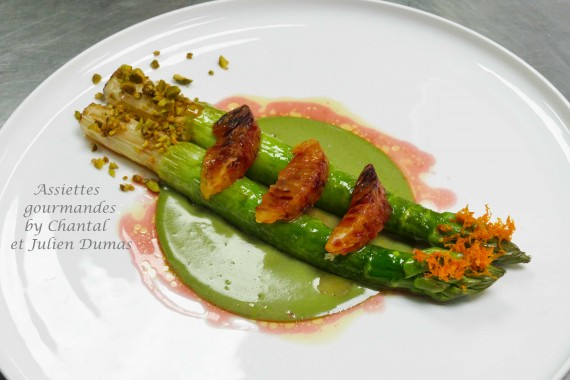 Assiettes
gourmandes
by Chantal
et Julien Dumas